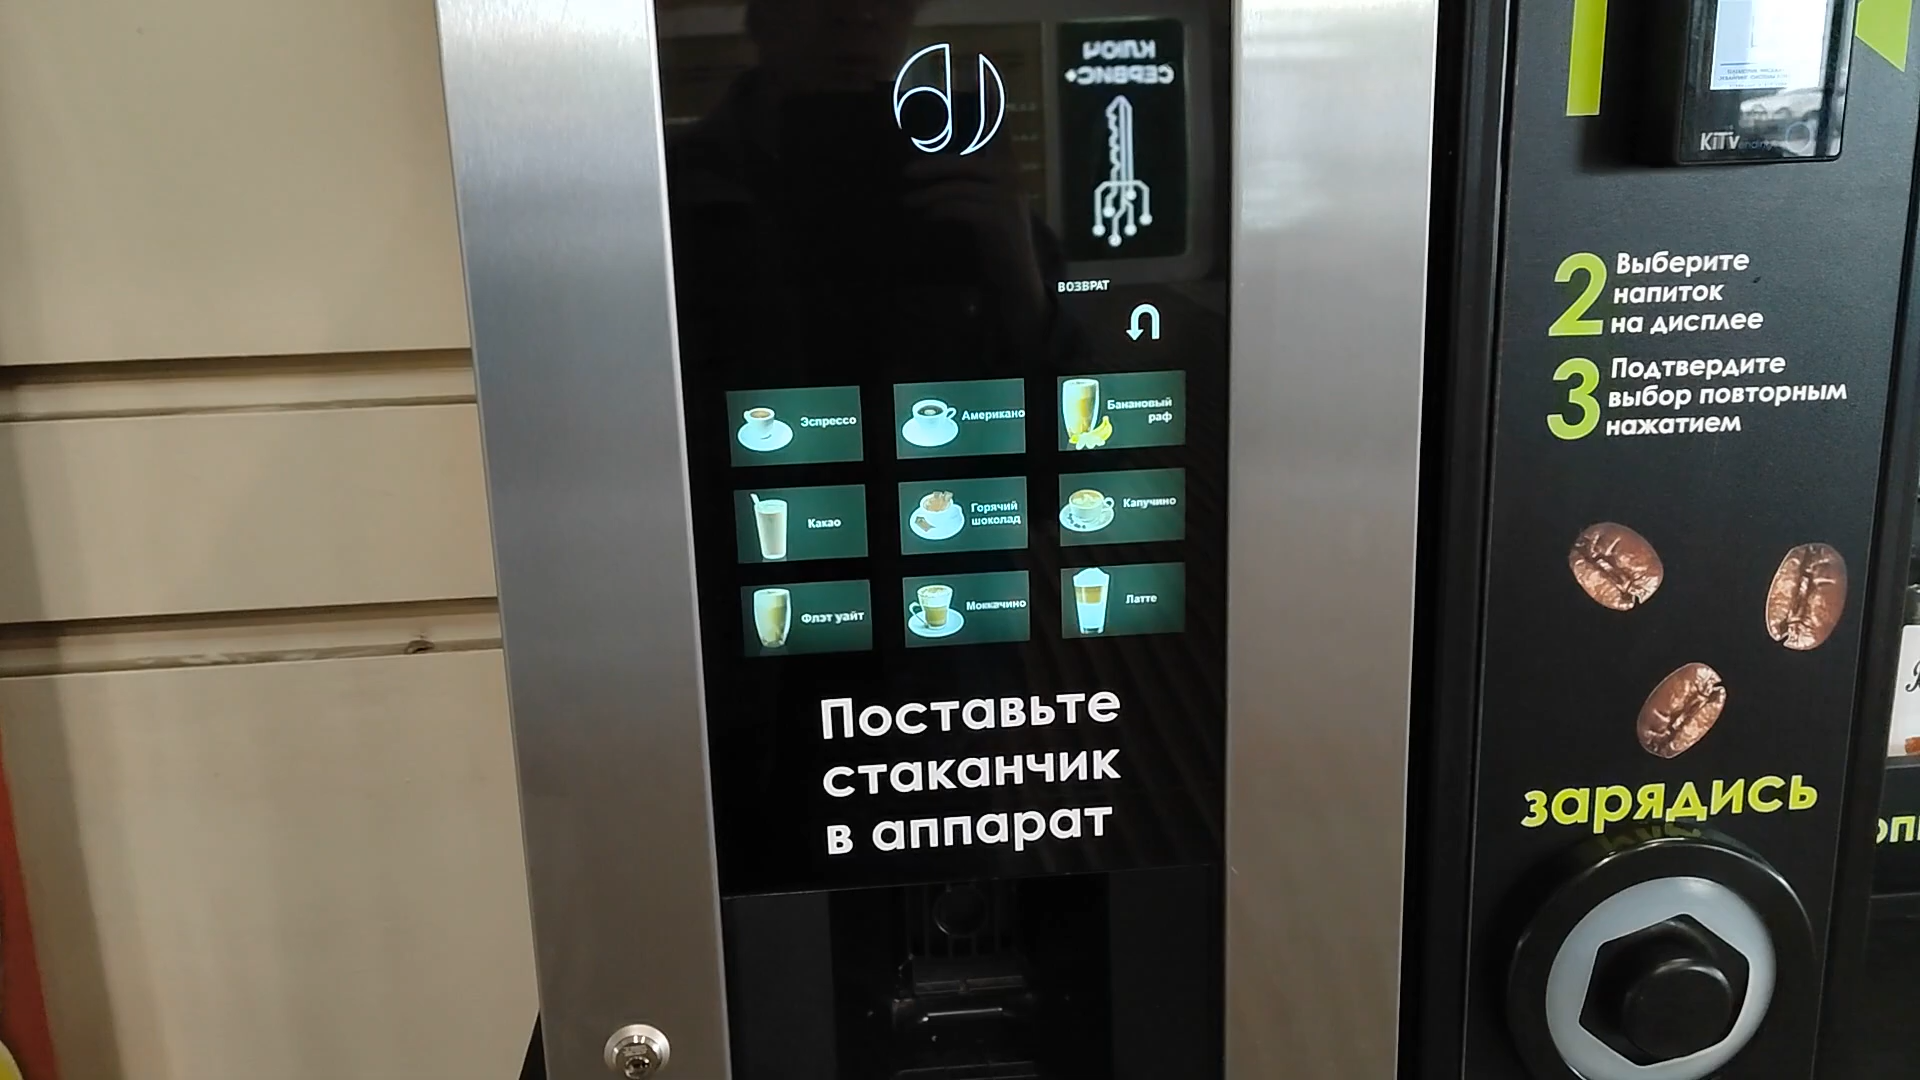 КЛЮЧ
СЕРВИС+
KiTVending
ВОЗВРАТ
2 Выберите
напиток
на дисплее
3 Подтвердите
выбор повторным
нажатием
Эспрессо
Американо
Банановый
раф
Какао
Горячий
шоколад
Капучино
Флэт уайт
Моккачино
Латте
Поставьте
стаканчик
в аппарат
зарядись